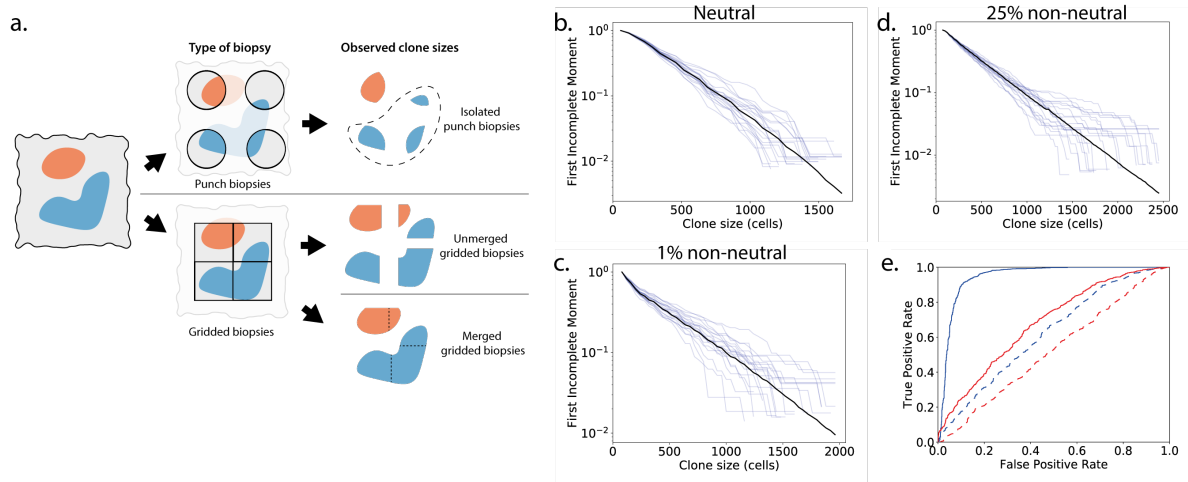 a.
Type of biopsy
Observed clone sizes
Isolated
punch biopsies
Punch biopsies
Unmerged
gridded biopsies
Merged
gridded biopsies
Gridded biopsies
b.
Neutral
10⁰
10⁻¹
10⁻²
First Incomplete Moment
0 500 1000 1500
Clone size (cells)
c.
1% non-neutral
10⁰
10⁻¹
10⁻²
First Incomplete Moment
0 500 1000 1500 2000
Clone size (cells)
d.
25% non-neutral
10⁰
10⁻¹
10⁻²
First Incomplete Moment
0 500 1000 1500 2000 2500
Clone size (cells)
e.
1.0
0.8
0.6
0.4
0.2
0.0
True Positive Rate
0.0 0.2 0.4 0.6 0.8 1.0
False Positive Rate